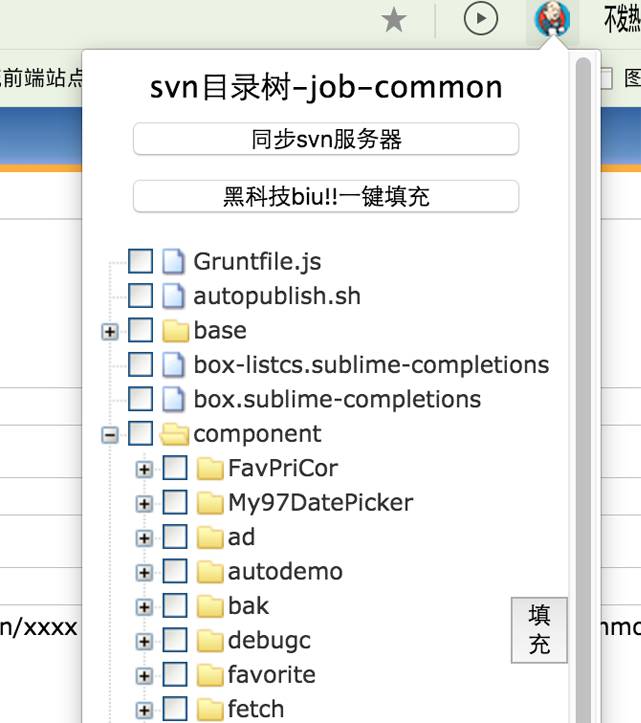 不发热
前端站点
图
svn目录树-job-common
同步svn服务器
黑科技biu!!一键填充
Gruntfile.js
autopublish.sh
base
box-listcs.sublime-completions
box.sublime-completions
component
FavPriCor
My97DatePicker
ad
autodemo
bak
填
充
n/xxxx
debugc
favorite
fetch